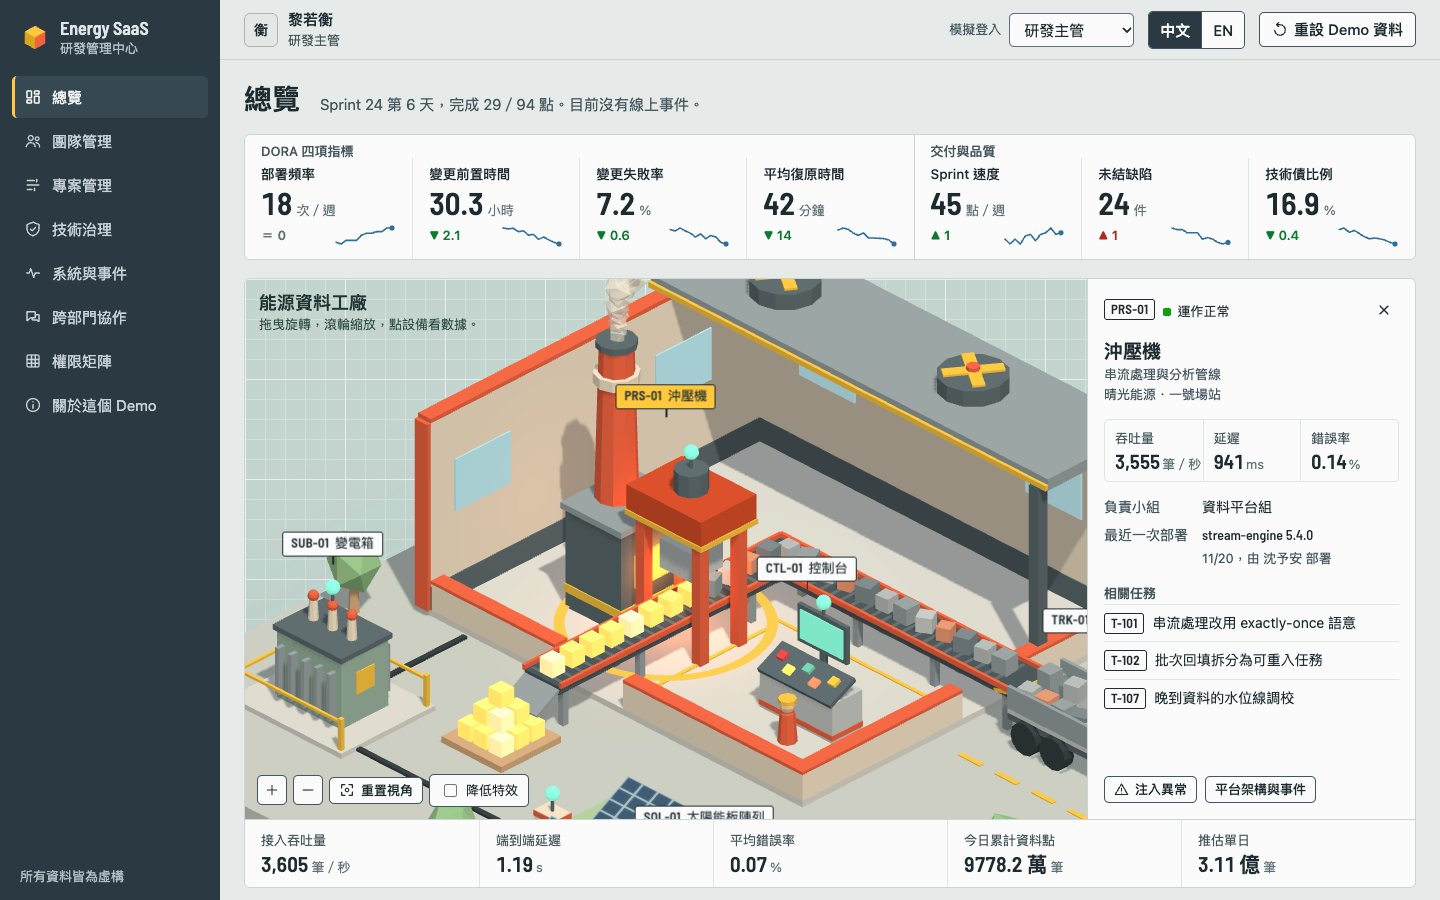 Energy SaaS
研發管理中心
總覽
團隊管理
專案管理
技術治理
系統與事件
跨部門協作
權限矩陣
關於這個 Demo
所有資料皆為虛構
衡
黎若衡
研發主管
模擬登入
研發主管
中文
EN
重設 Demo 資料
總覽
Sprint 24 第 6 天，完成 29 / 94 點。目前沒有線上事件。
DORA 四項指標
部署頻率
18 次 / 週
= 0
變更前置時間
30.3 小時
▼ 2.1
變更失敗率
7.2 %
▼ 0.6
平均復原時間
42 分鐘
▼ 14
交付與品質
Sprint 速度
45 點 / 週
▲ 1
未結缺陷
24 件
▲ 1
技術債比例
16.9 %
▼ 0.4
能源資料工廠
拖曳旋轉，滾輪縮放，點設備看數據。
PRS-01 沖壓機
SUB-01 變電箱
CTL-01 控制台
TRK-01
SOL-01 太陽能板陣列
+
−
重置視角
降低特效
PRS-01
運作正常
沖壓機
串流處理與分析管線
晴光能源 · 一號場站
吞吐量
3,555 筆 / 秒
延遲
941 ms
錯誤率
0.14 %
負責小組 資料平台組
最近一次部署 stream-engine 5.4.0
11/20，由 沈予安 部署
相關任務
T-101 串流處理改用 exactly-once 語意
T-102 批次回填拆分為可重入任務
T-107 晚到資料的水位線調校
注入異常
平台架構與事件
接入吞吐量
3,605 筆 / 秒
端到端延遲
1.19 s
平均錯誤率
0.07 %
今日累計資料點
9778.2 萬 筆
推估單日
3.11 億 筆